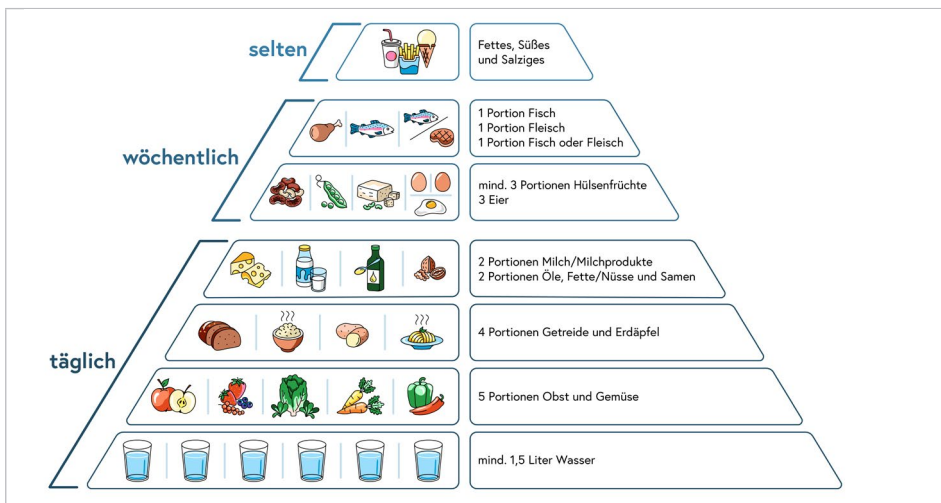 selten
Fettes, Süßes
und Salziges
wöchentlich
1 Portion Fisch
1 Portion Fleisch
1 Portion Fisch oder Fleisch
mind. 3 Portionen Hülsenfrüchte
3 Eier
täglich
2 Portionen Milch/Milchprodukte
2 Portionen Öle, Fette/Nüsse und Samen
4 Portionen Getreide und Erdäpfel
5 Portionen Obst und Gemüse
mind. 1,5 Liter Wasser